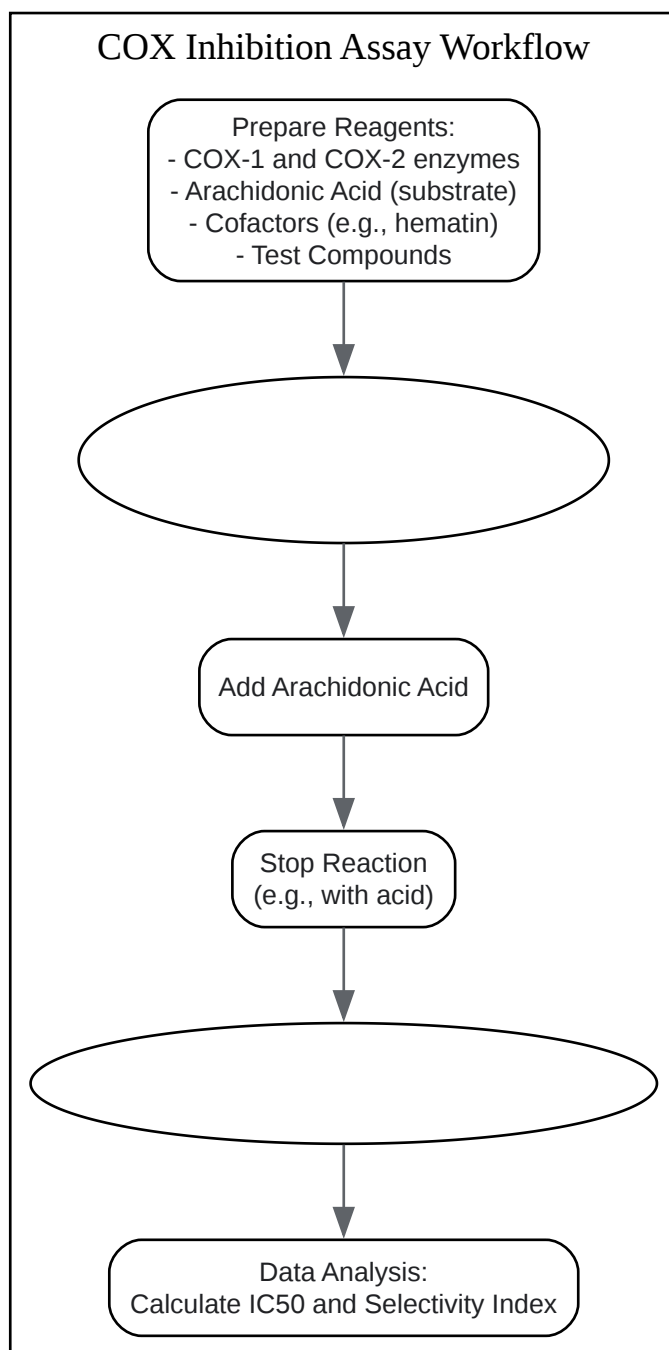 COX Inhibition Assay Workflow
Prepare Reagents:
- COX-1 and COX-2 enzymes
- Arachidonic Acid (substrate)
- Cofactors (e.g., hematin)
- Test Compounds
Add Arachidonic Acid
Stop Reaction
(e.g., with acid)
Data Analysis:
Calculate IC50 and Selectivity Index